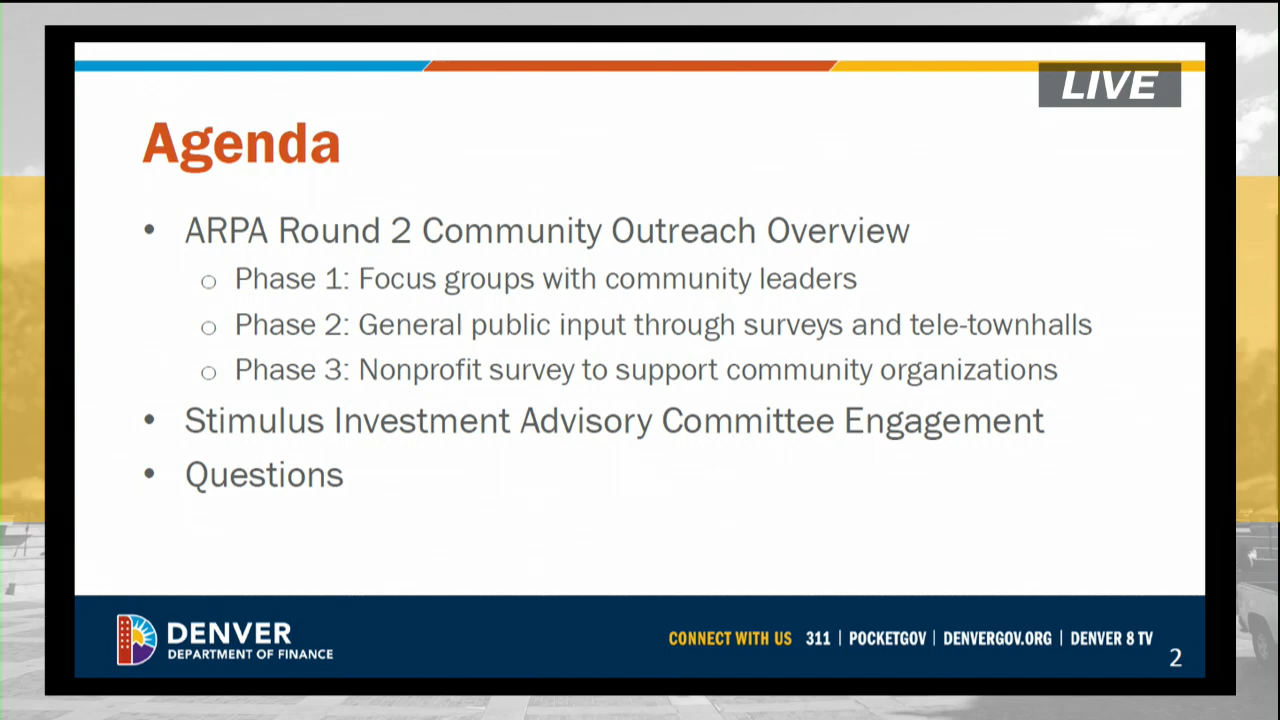 LIVE
Agenda
• ARPA Round 2 Community Outreach Overview
o Phase 1: Focus groups with community leaders
o Phase 2: General public input through surveys and tele-townhalls
o Phase 3: Nonprofit survey to support community organizations
• Stimulus Investment Advisory Committee Engagement
• Questions
DENVER
DEPARTMENT OF FINANCE
CONNECT WITH US 311 | POCKETGOV | DENVERGOV.ORG | DENVER 8 TV
2